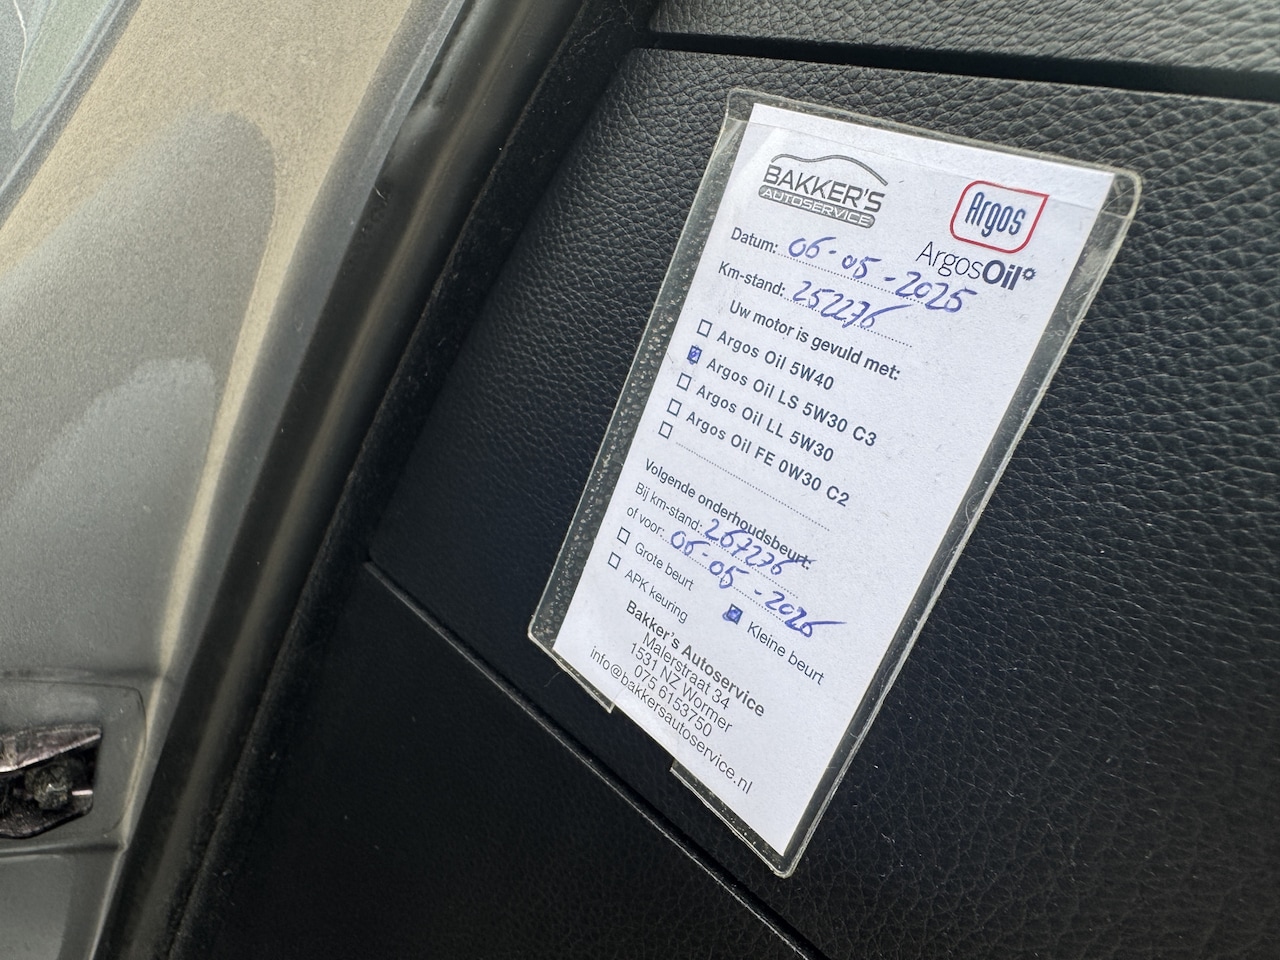 BAKKER'S
AUTOSERVICE
Argos
ArgosOil
Datum: 06-05-2025
Km-stand: 252276
Uw motor is gevuld met:
Argos Oil 5W40
Argos Oil LS 5W30 C3
Argos Oil LL 5W30
Argos Oil FE 0W30 C2
Volgende onderhoudsbeurt:
Bij km-stand: 267276
of voor: 06-05-2026
Grote beurt
Kleine beurt
APK keuring
Bakker's Autoservice
Malerstraat 34
1531 NZ Wormer
075 6153750
info@bakkersautoservice.nl